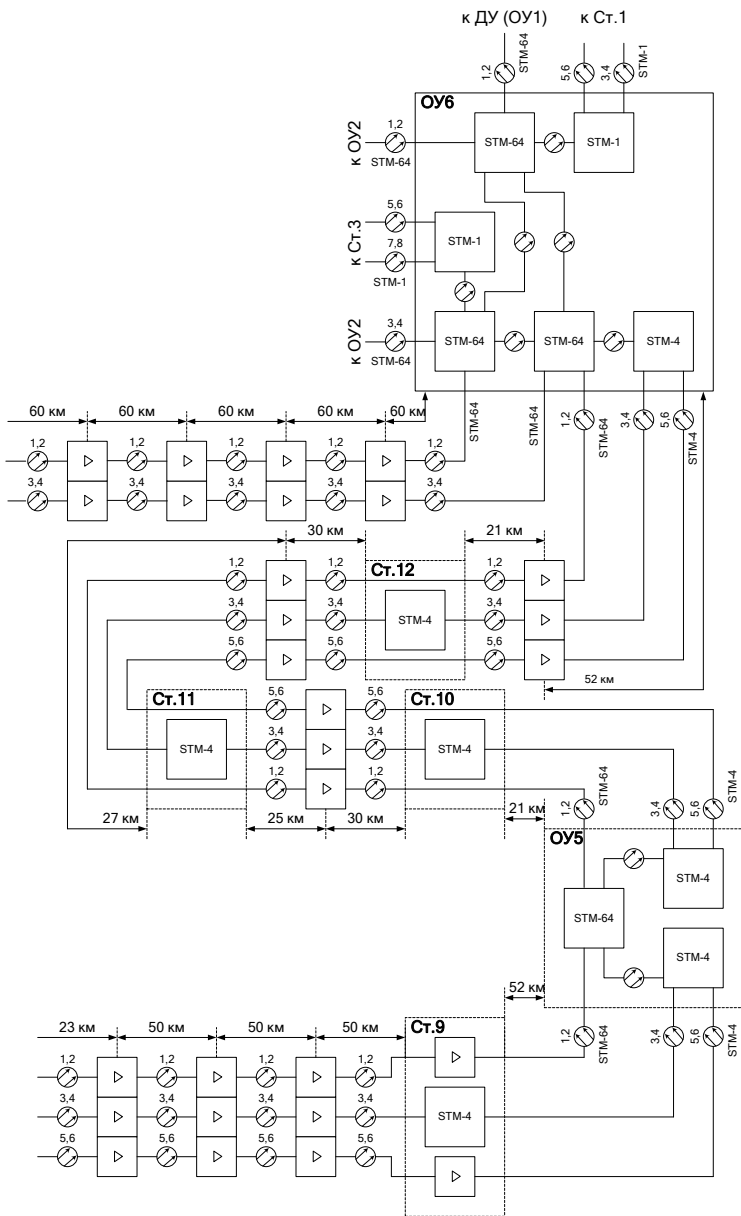 к ДУ (ОУ1)
к Ст.1
1,2
STM-64
5,6
3,4
STM-1
ОУ6
к ОУ2
1,2
STM-64
STM-64
STM-1
к Ст.3
5,6
7,8
STM-1
STM-1
к ОУ2
3,4
STM-64
STM-64
STM-64
STM-4
60 км
60 км
60 км
60 км
60 км
STM-64
STM-64
1,2
STM-64
3,4
5,6
STM-4
1,2
1,2
1,2
1,2
1,2
3,4
3,4
3,4
3,4
3,4
30 км
21 км
1,2
1,2
Ст.12
1,2
3,4
3,4
STM-4
3,4
5,6
5,6
5,6
52 км
Ст.11
5,6
5,6
Ст.10
STM-4
3,4
3,4
STM-4
1,2
1,2
1,2
STM-64
3,4
5,6
STM-4
27 км
25 км
30 км
21 км
ОУ5
STM-4
STM-64
STM-4
52 км
23 км
50 км
50 км
50 км
Ст.9
1,2
STM-64
3,4
5,6
STM-4
1,2
1,2
1,2
1,2
3,4
3,4
3,4
3,4
STM-4
5,6
5,6
5,6
5,6